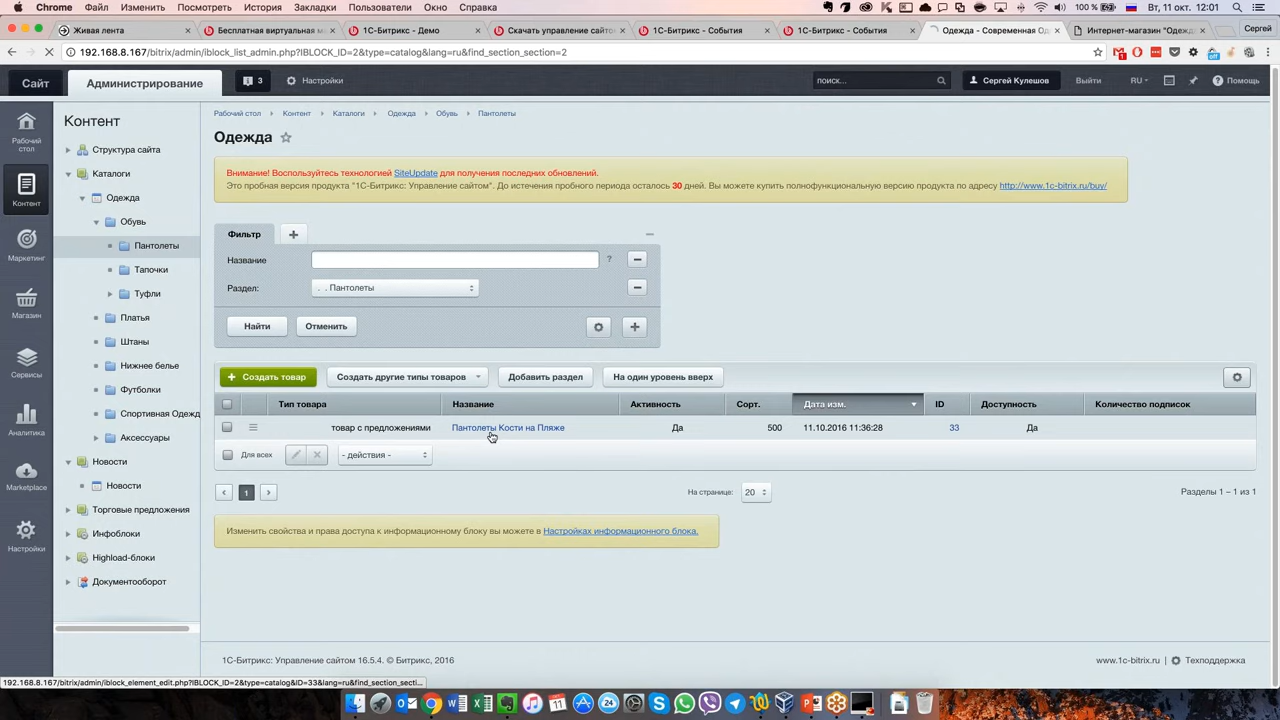 Chrome Файл Изменить Посмотреть История Закладки Пользователи Окно Справка 100 % Вт, 11 окт. 12:01
Живая лента
Бесплатная виртуальная м
1С-Битрикс - Демо
Скачать управление сайто
1С-Битрикс - События
1С-Битрикс - События
Одежда - Современная Од
Интернет-магазин "Одежд
Сергей
192.168.8.167/bitrix/admin/iblock_list_admin.php?IBLOCK_ID=2&type=catalog&lang=ru&find_section_section=2
Сайт Администрирование 3 Настройки поиск... Сергей Кулешов Выйти RU Помощь
Рабочий стол
Контент
Маркетинг
Магазин
Сервисы
Аналитика
Marketplace
Настройки
Контент
Структура сайта
Каталоги
Одежда
Обувь
Пантолеты
Тапочки
Туфли
Платья
Штаны
Нижнее белье
Футболки
Спортивная Одежд
Аксессуары
Новости
Новости
Торговые предложения
Инфоблоки
Highload-блоки
Документооборот
Рабочий стол Контент Каталоги Одежда Обувь Пантолеты
Одежда
Внимание! Воспользуйтесь технологией SiteUpdate для получения последних обновлений.
Это пробная версия продукта "1С-Битрикс: Управление сайтом". До истечения пробного периода осталось 30 дней. Вы можете купить полнофункциональную версию продукта по адресу http://www.1c-bitrix.ru/buy/
Фильтр
Название ?
Раздел: . . Пантолеты
Найти Отменить
Создать товар Создать другие типы товаров Добавить раздел На один уровень вверх
Тип товара Название Активность Сорт. Дата изм. ID Доступность Количество подписок
товар с предложениями Пантолеты Кости на Пляже Да 500 11.10.2016 11:36:28 33 Да
Для всех - действия -
1 На странице: 20 Разделы 1 – 1 из 1
Изменить свойства и права доступа к информационному блоку вы можете в Настройках информационного блока.
1С-Битрикс: Управление сайтом 16.5.4. © Битрикс, 2016 www.1c-bitrix.ru Техподдержка
192.168.8.167/bitrix/admin/iblock_element_edit.php?IBLOCK_ID=2&type=catalog&ID=33&find_section_secti...